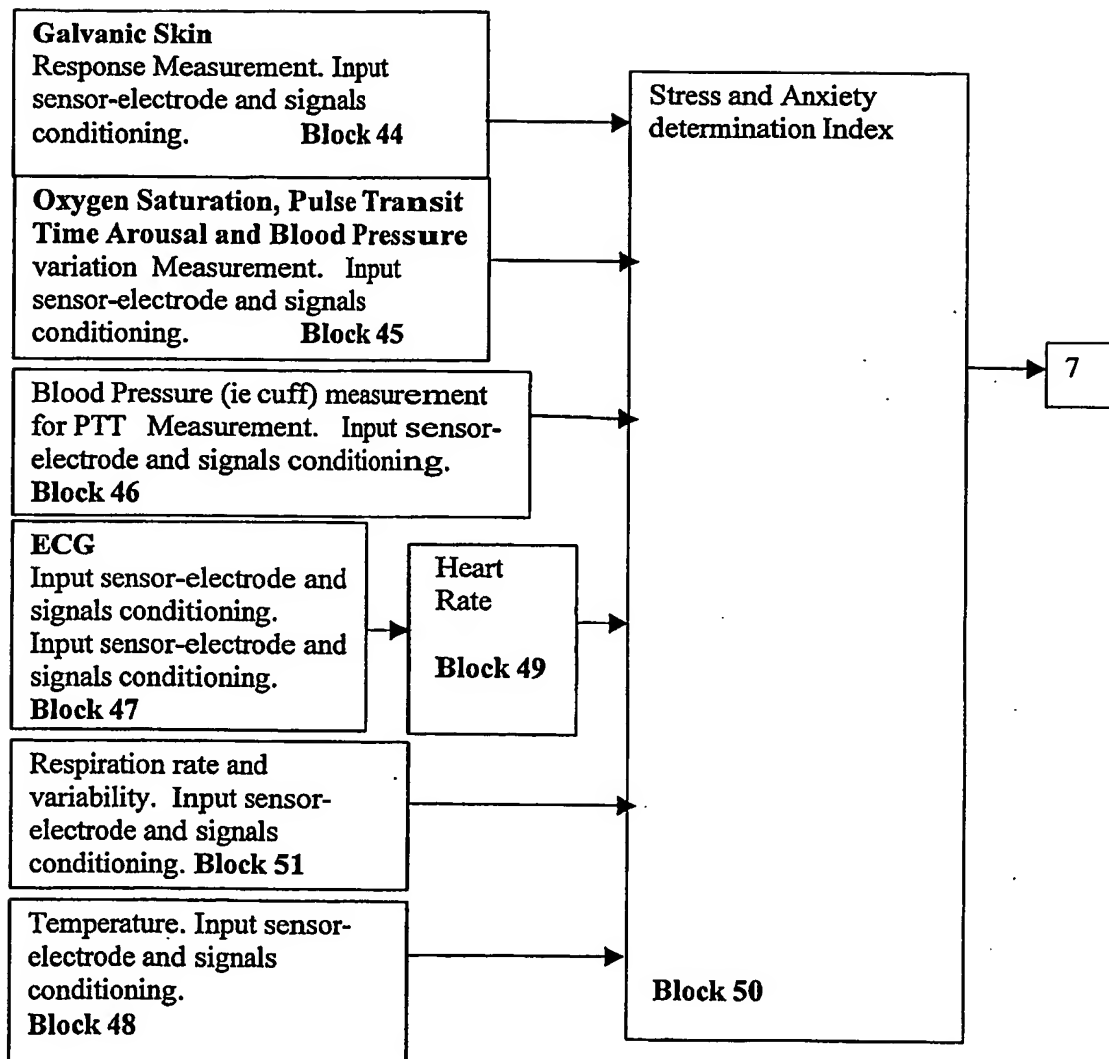 Galvanic Skin
Response Measurement. Input
sensor-electrode and signals
conditioning. Block 44
Oxygen Saturation, Pulse Transit
Time Arousal and Blood Pressure
variation Measurement. Input
sensor-electrode and signals
conditioning. Block 45
Blood Pressure (ie cuff) measurement
for PTT Measurement. Input sensor-
electrode and signals conditioning.
Block 46
ECG
Input sensor-electrode and
signals conditioning.
Input sensor-electrode and
signals conditioning.
Block 47
Heart
Rate
Block 49
Respiration rate and
variability. Input sensor-
electrode and signals
conditioning. Block 51
Temperature. Input sensor-
electrode and signals
conditioning.
Block 48
Stress and Anxiety
determination Index
Block 50
7